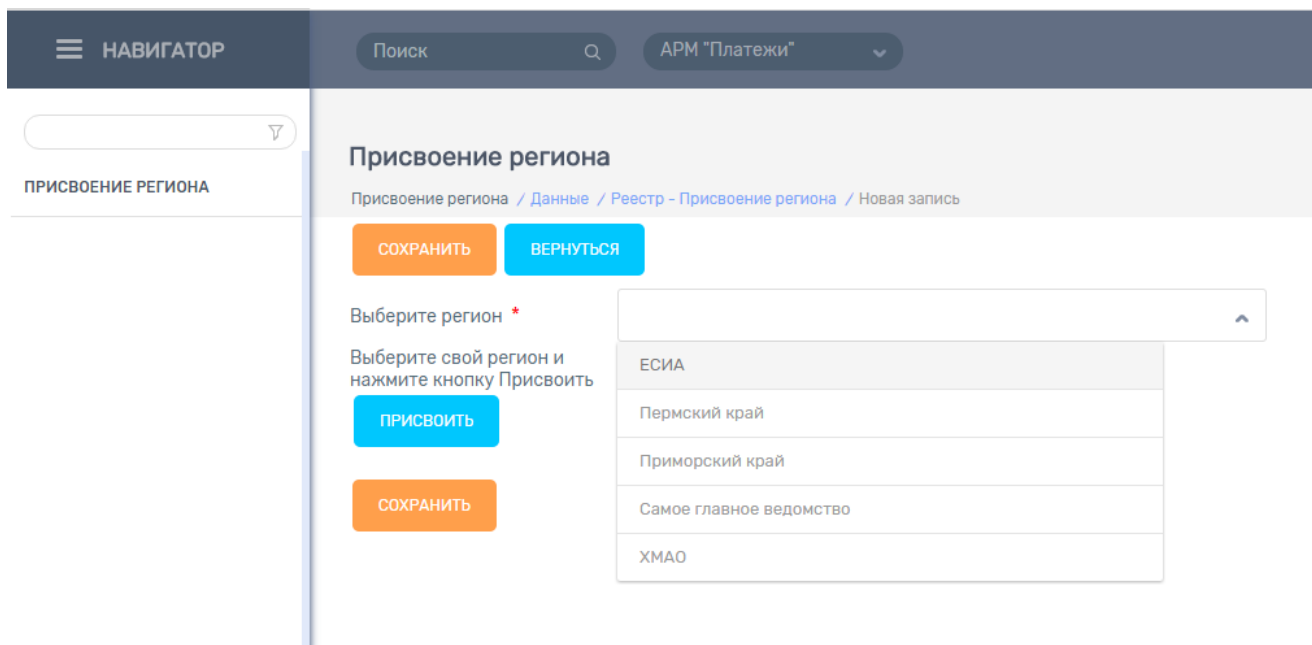 НАВИГАТОР
Поиск
АРМ "Платежи"
ПРИСВОЕНИЕ РЕГИОНА
Присвоение региона
Присвоение региона / Данные / Реестр - Присвоение региона / Новая запись
СОХРАНИТЬ
ВЕРНУТЬСЯ
Выберите регион *
Выберите свой регион и
нажмите кнопку Присвоить
ПРИСВОИТЬ
СОХРАНИТЬ
ЕСИА
Пермский край
Приморский край
Самое главное ведомство
ХМАО